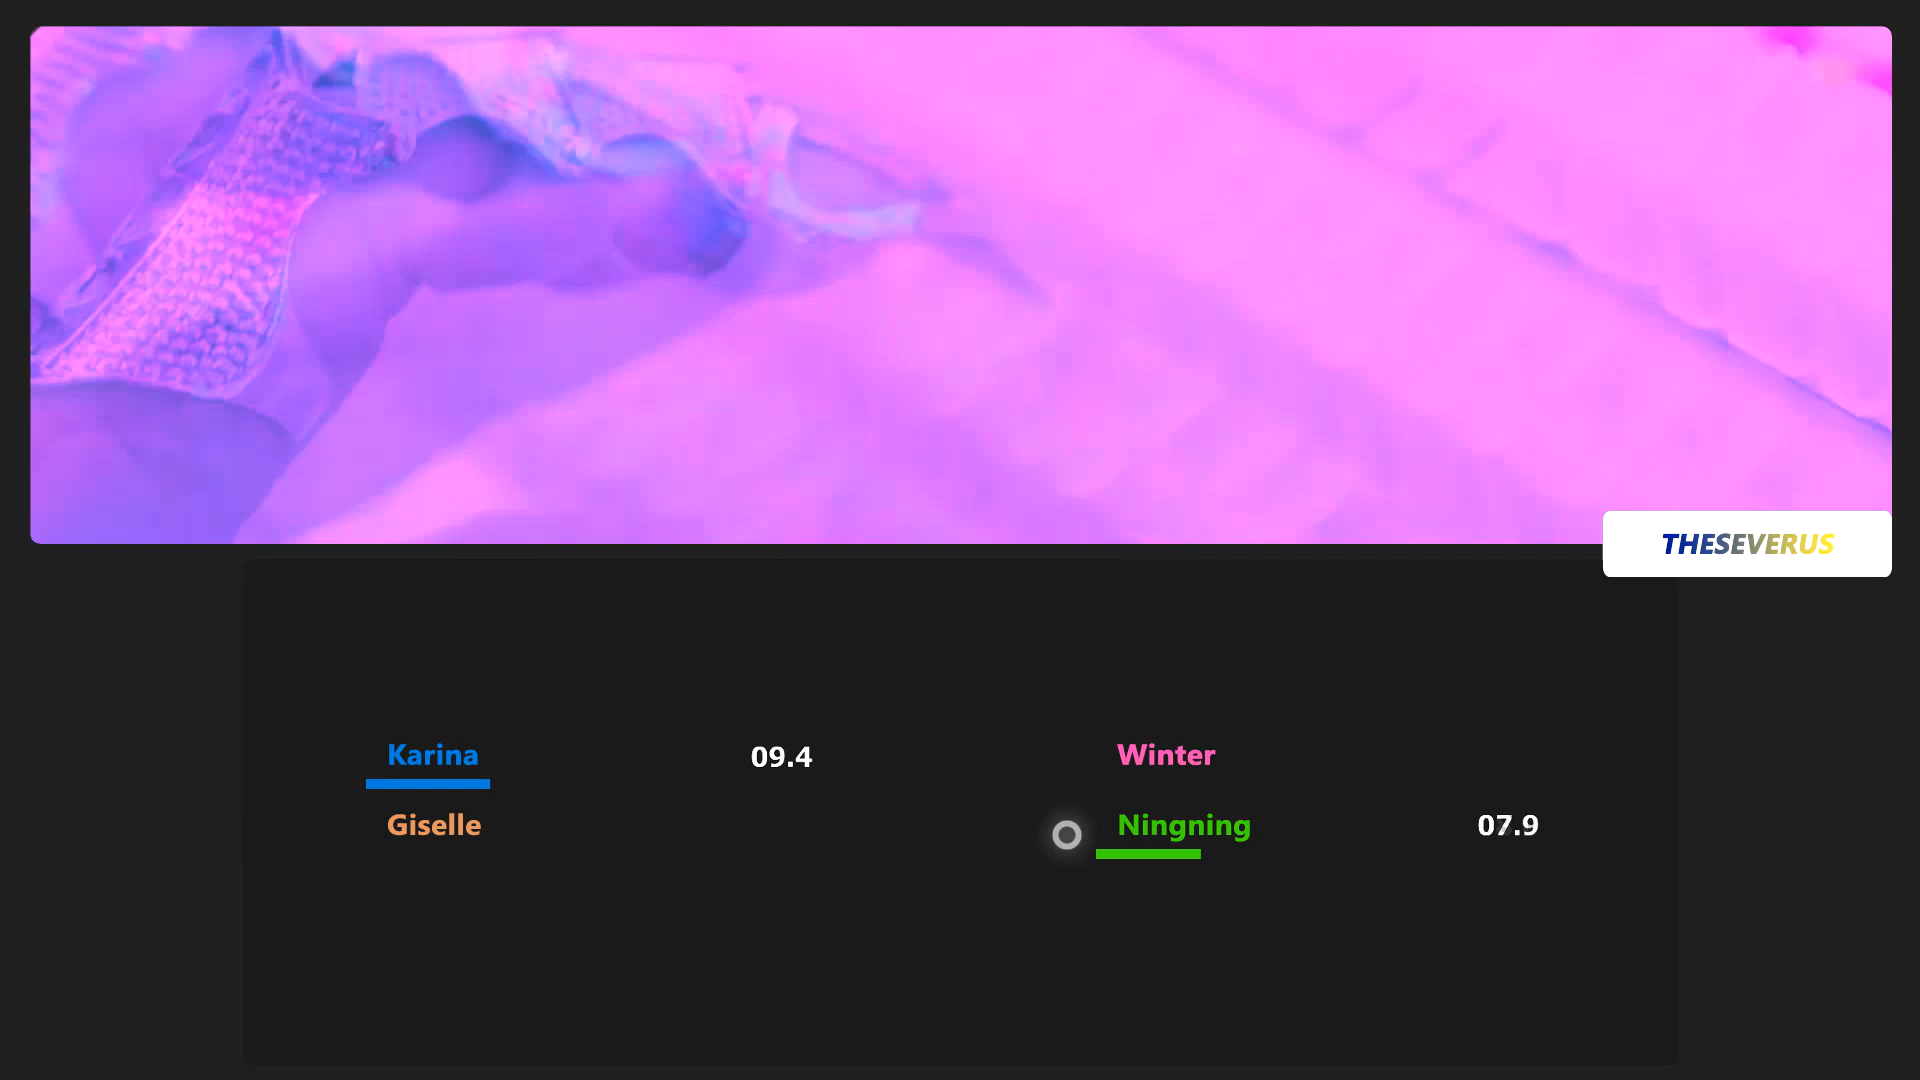 THESEVERUS
Karina 09.4
Winter
Giselle
Ningning 07.9